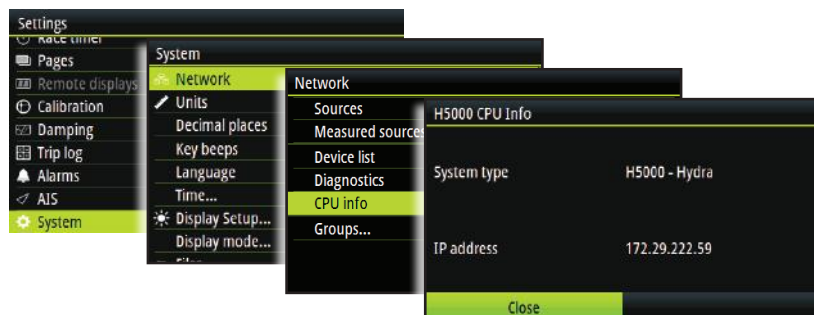 Settings
Race timer
Pages
Remote displays
Calibration
Damping
Trip log
Alarms
AIS
System
System
Network
Units
Decimal places
Key beeps
Language
Time...
Display Setup...
Display mode...
Network
Sources
Measured sources
Device list
Diagnostics
CPU info
Groups...
H5000 CPU Info
System type H5000 - Hydra
IP address 172.29.222.59
Close